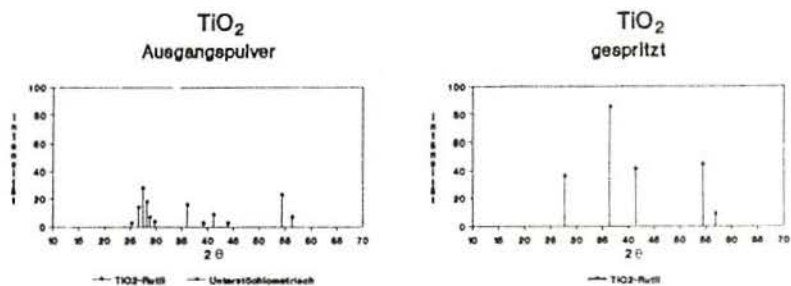 TiO2
Ausgangspulver
Intensität
100
80
60
40
20
0
10 15 20 25 30 35 40 45 50 55 60 65 70
2 θ
TiO2-Rutil Unterstöchiometrisch
TiO2
gespritzt
Intensität
100
80
60
40
20
0
10 15 20 25 30 35 40 45 50 55 60 65 70
2 θ
TiO2-Rutil